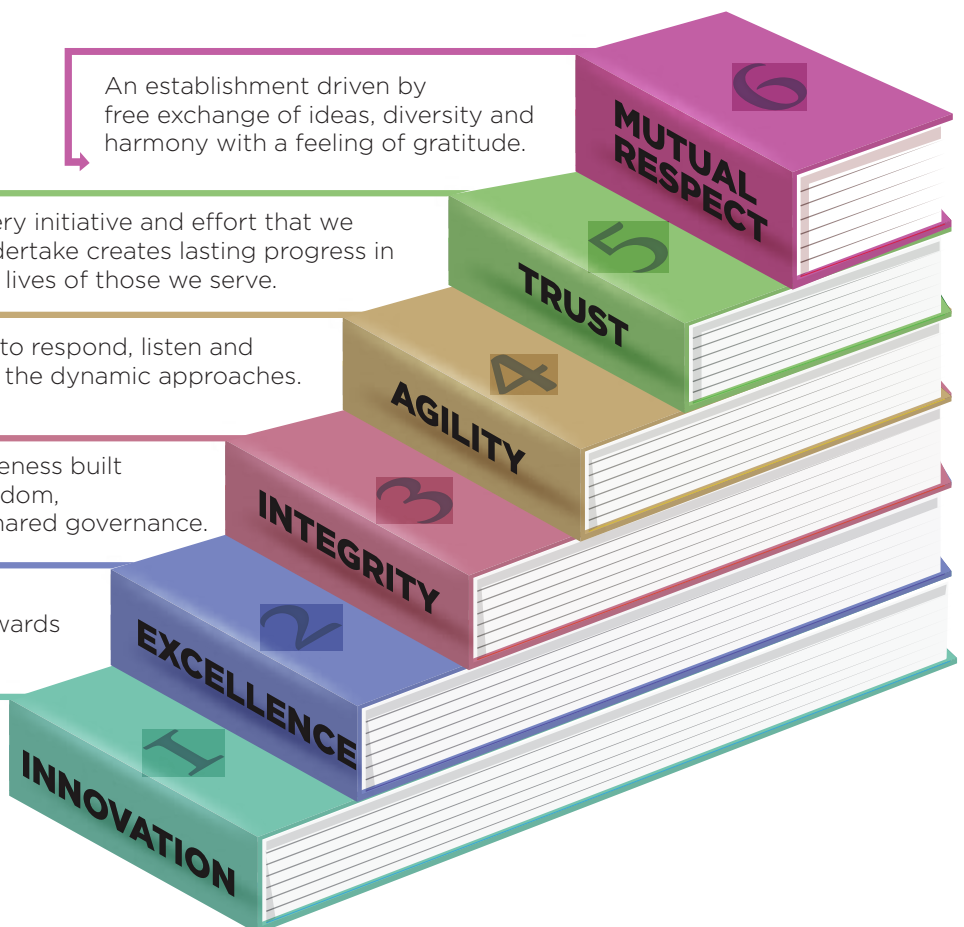 6
An establishment driven by
free exchange of ideas, diversity and
harmony with a feeling of gratitude.
MUTUAL
RESPECT
5
initiative and effort that we
creates lasting progress in
lives of those we serve.
TRUST
4
to respond, listen and
the dynamic approaches.
AGILITY
3
built
shared governance.
INTEGRITY
2
EXCELLENCE
1
INNOVATION